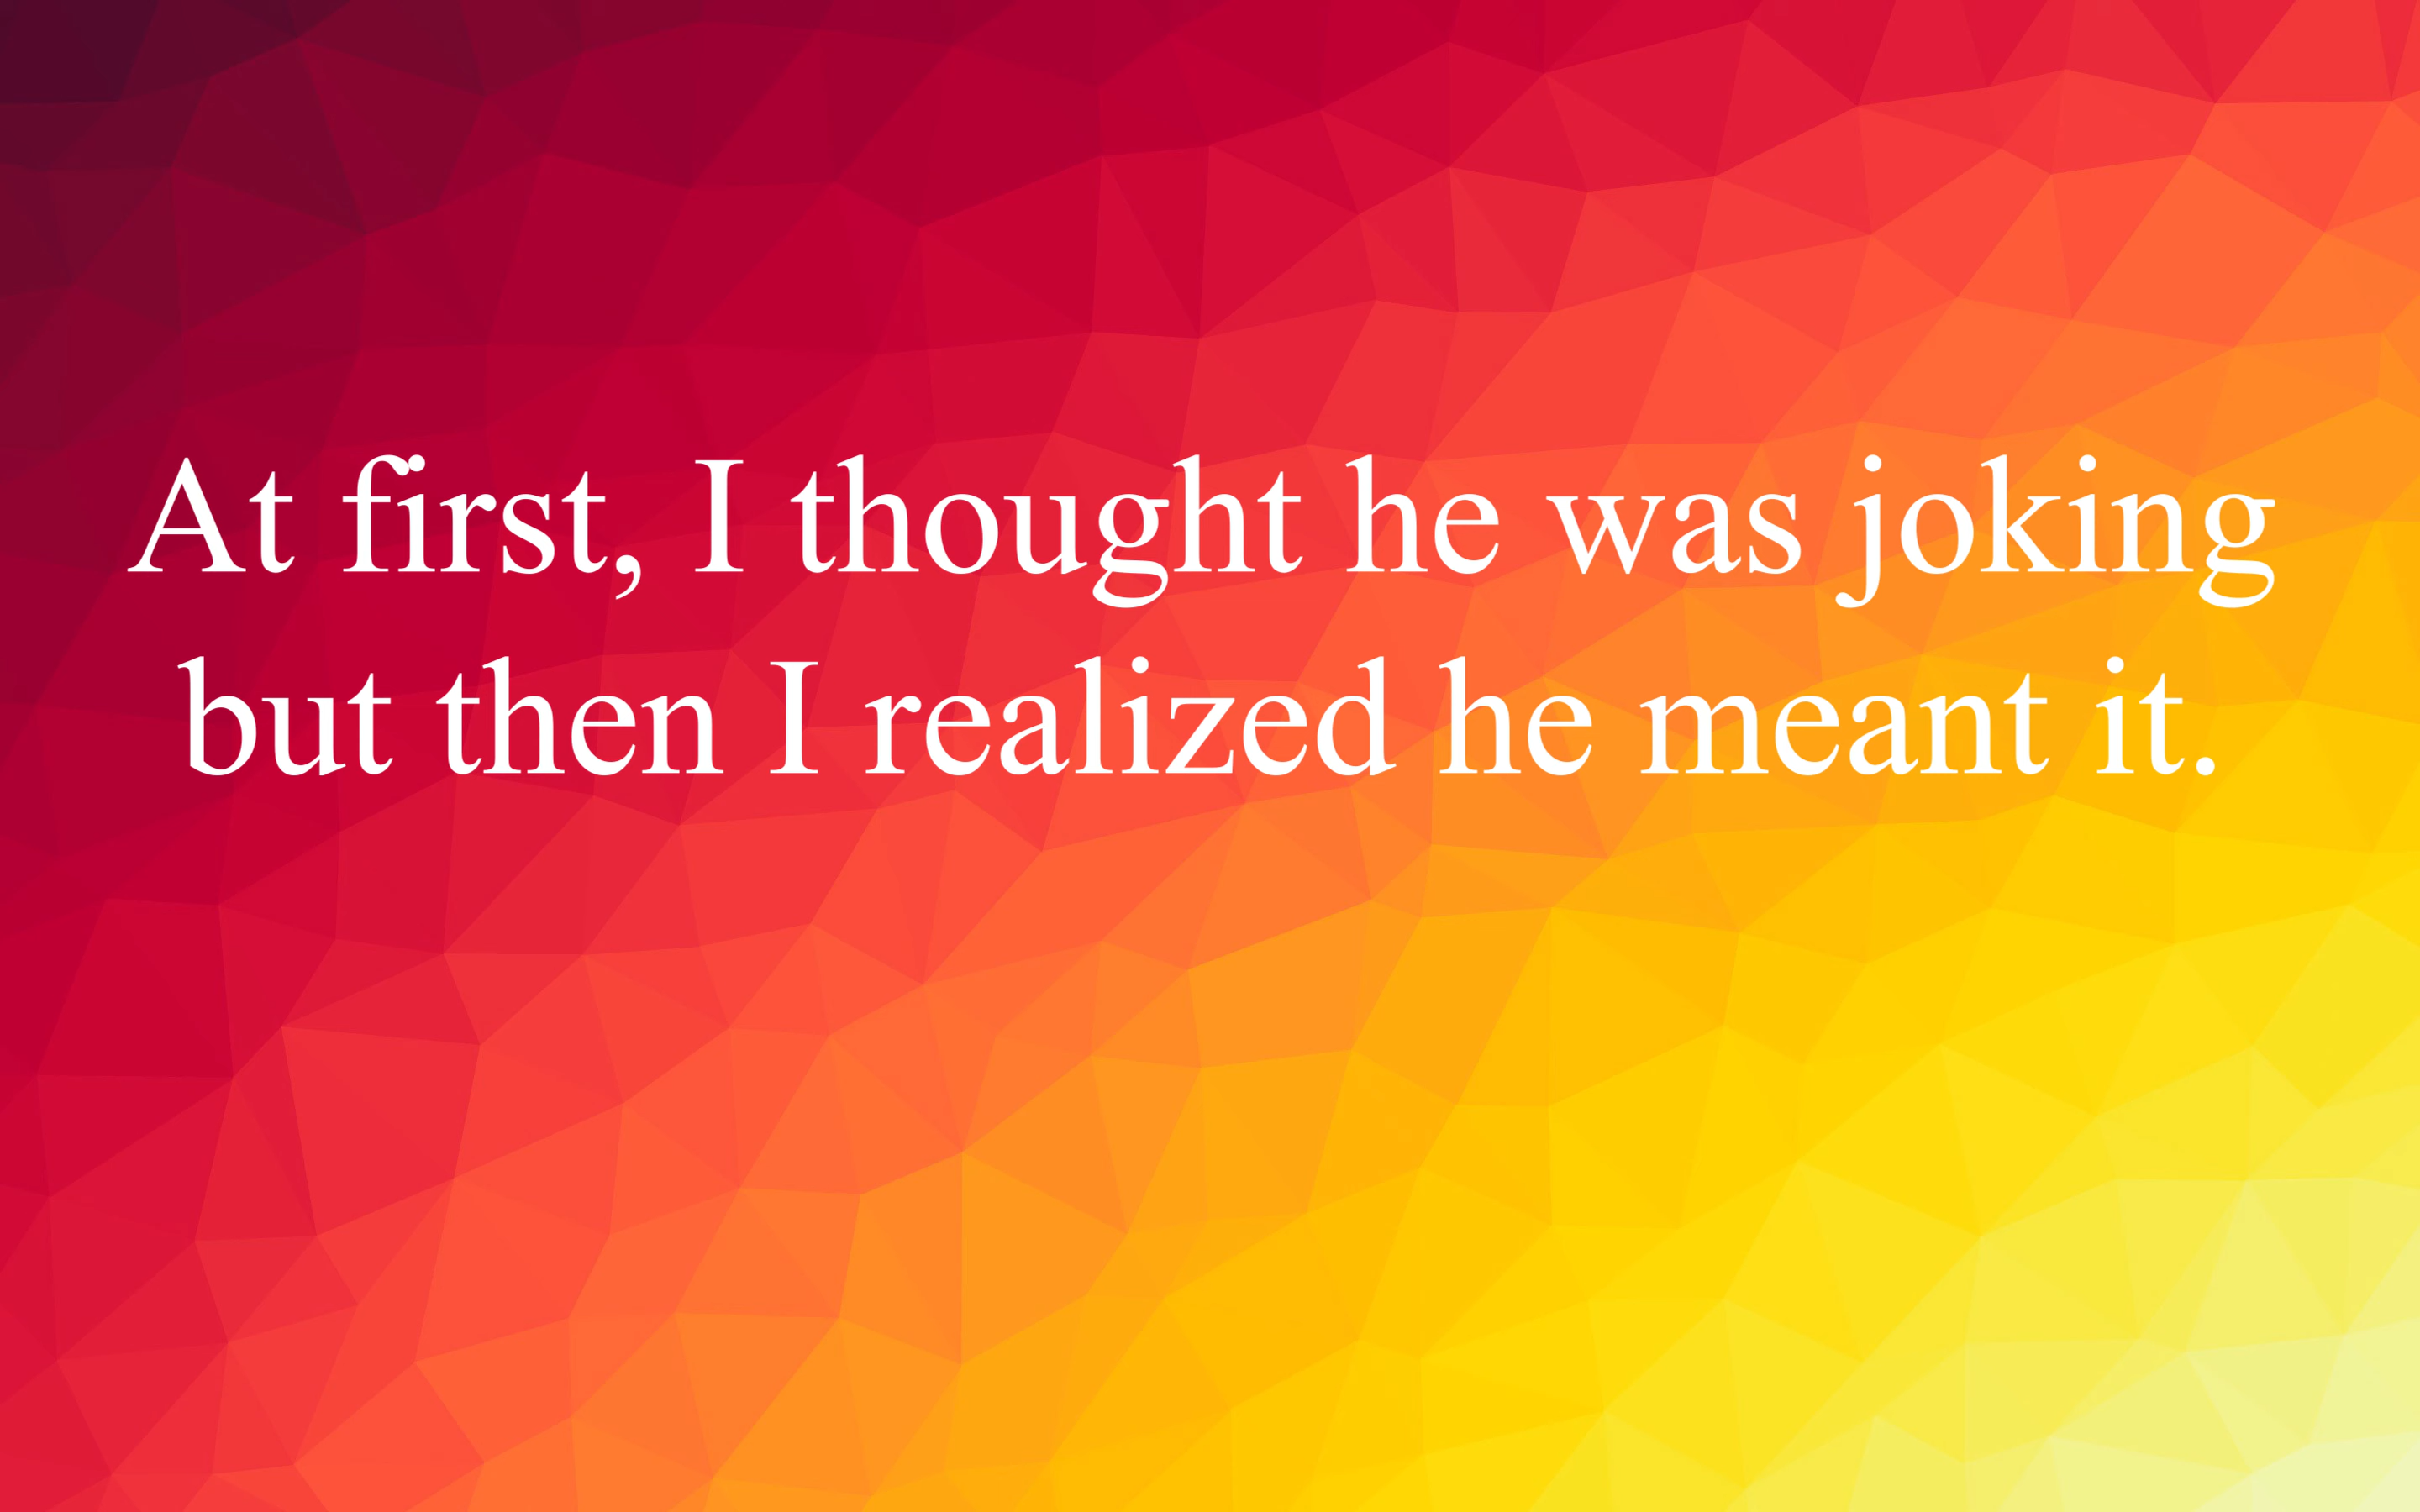 At first, I thought he was joking
but then I realized he meant it.